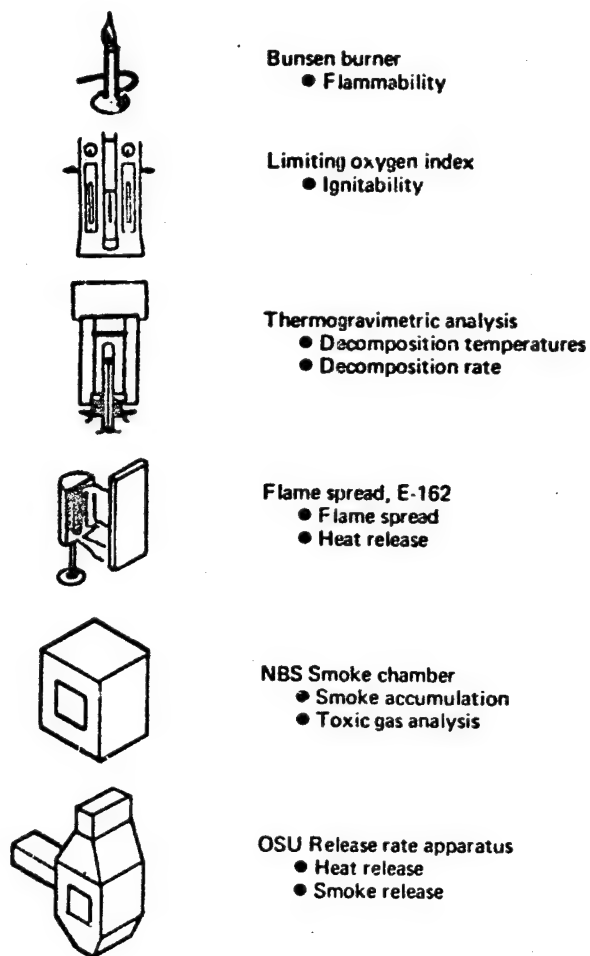 Bunsen burner
● Flammability
Limiting oxygen index
● Ignitability
Thermogravimetric analysis
● Decomposition temperatures
● Decomposition rate
Flame spread, E-162
● Flame spread
● Heat release
NBS Smoke chamber
● Smoke accumulation
● Toxic gas analysis
OSU Release rate apparatus
● Heat release
● Smoke release